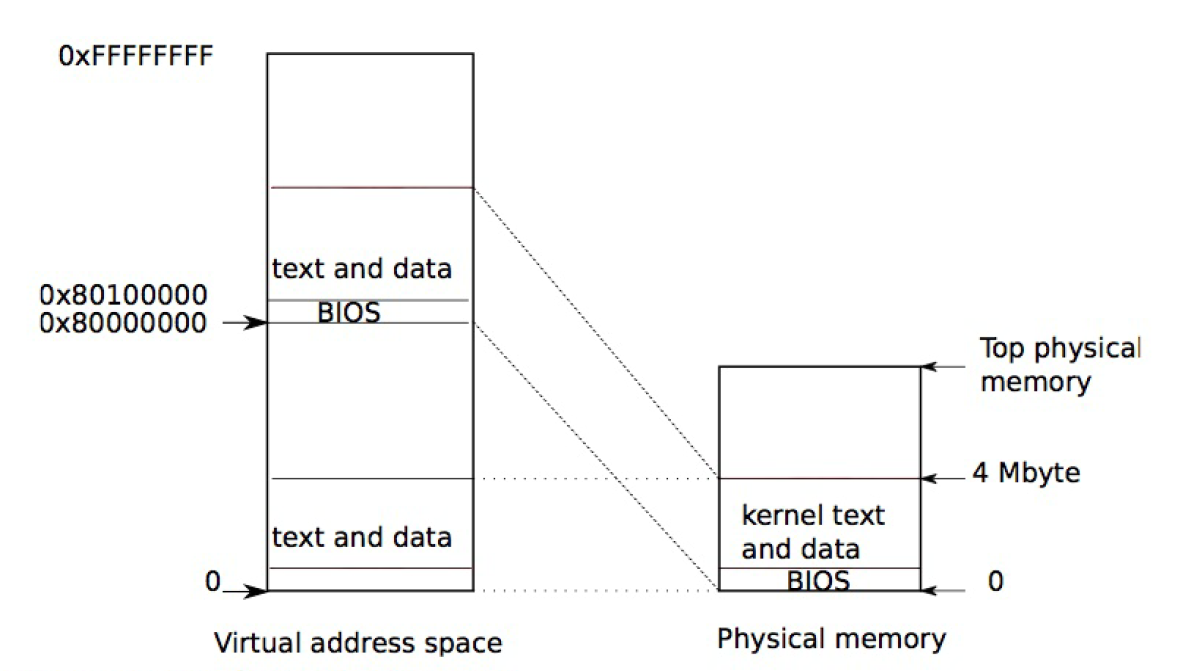 0xFFFFFFFF
text and data
0x80100000
BIOS
0x80000000
Top physical
memory
4 Mbyte
kernel text
and data
text and data
BIOS
0
0
Virtual address space
Physical memory